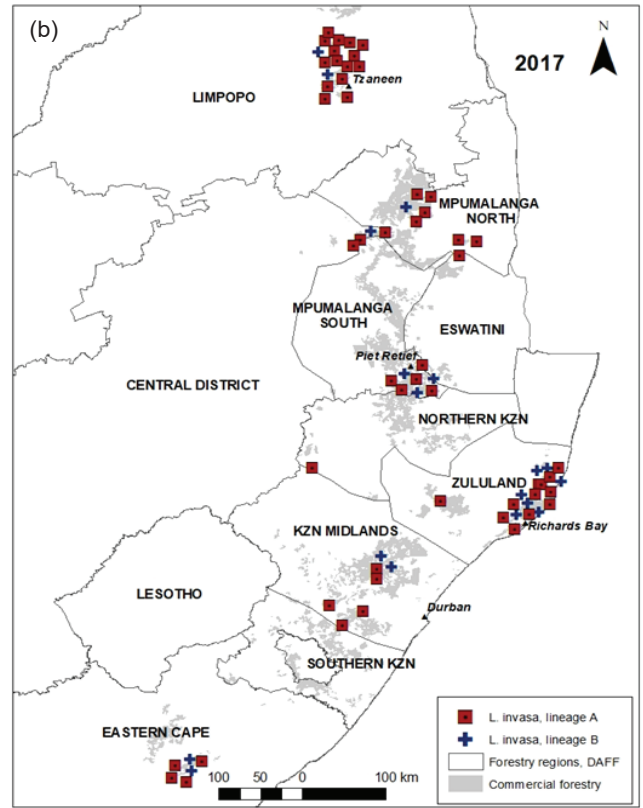 (b)
N
2017
Tzaneen
LIMPOPO
MPUMALANGA
NORTH
MPUMALANGA
SOUTH
ESWATINI
Piet Retief
CENTRAL DISTRICT
NORTHERN KZN
ZULULAND
Richards Bay
KZN MIDLANDS
LESOTHO
Durban
SOUTHERN KZN
EASTERN CAPE
L. invasa, lineage A
L. invasa, lineage B
Forestry regions, DAFF
Commercial forestry
100 50 0 100 km